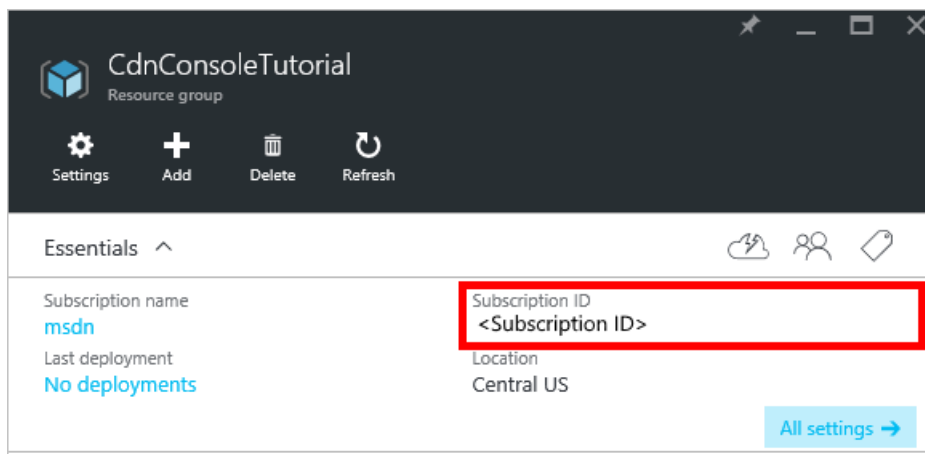 CdnConsoleTutorial
Resource group
Settings Add Delete Refresh
Essentials
Subscription name
msdn
Subscription ID
<Subscription ID>
Last deployment
No deployments
Location
Central US
All settings →